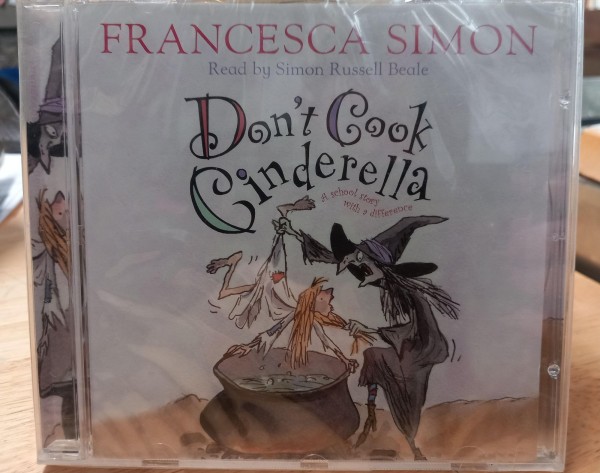 FRANCESCA SIMON
Read by Simon Russell Beale
Don't Cook
Cinderella
A school story
with a difference